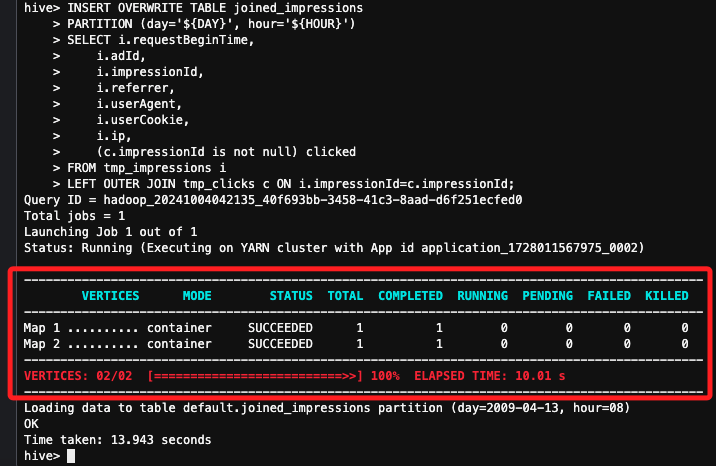 hive> INSERT OVERWRITE TABLE joined_impressions
    > PARTITION (day='${DAY}', hour='${HOUR}')
    > SELECT i.requestBeginTime,
    >     i.adId,
    >     i.impressionId,
    >     i.referrer,
    >     i.userAgent,
    >     i.userCookie,
    >     i.ip,
    >     (c.impressionId is not null) clicked
    > FROM tmp_impressions i
    > LEFT OUTER JOIN tmp_clicks c ON i.impressionId=c.impressionId;
Query ID = hadoop_20241004042135_40f693bb-3458-41c3-8aad-d6f251ecfed0
Total jobs = 1
Launching Job 1 out of 1
Status: Running (Executing on YARN cluster with App id application_1728011567975_0002)
----------------------------------------------------------------------------------------------
        VERTICES      MODE        STATUS  TOTAL  COMPLETED  RUNNING  PENDING  FAILED  KILLED
----------------------------------------------------------------------------------------------
Map 1 .......... container     SUCCEEDED      1          1        0        0       0       0
Map 2 .......... container     SUCCEEDED      1          1        0        0       0       0
----------------------------------------------------------------------------------------------
VERTICES: 02/02  [==========================>>] 100%  ELAPSED TIME: 10.01 s
----------------------------------------------------------------------------------------------
Loading data to table default.joined_impressions partition (day=2009-04-13, hour=08)
OK
Time taken: 13.943 seconds
hive>